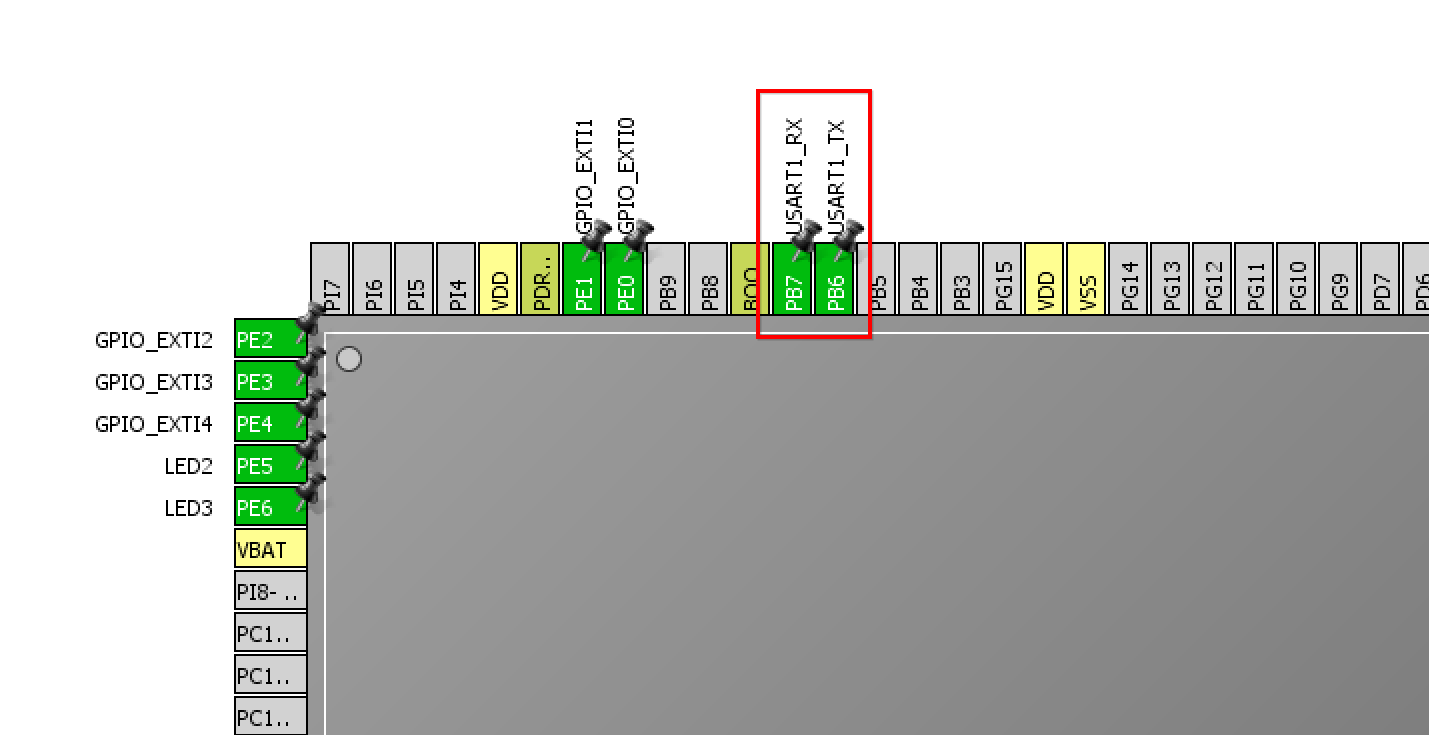 GPIO_EXTI1
GPIO_EXTI0
USART1_RX
USART1_TX
PI7
PI6
PI5
PI4
VDD
PDR..
PE1
PE0
PB9
PB8
BOO
PB7
PB6
PB5
PB4
PB3
PG15
VDD
VSS
PG14
PG13
PG12
PG11
PG10
PG9
PD7
PD6
GPIO_EXTI2 PE2
GPIO_EXTI3 PE3
GPIO_EXTI4 PE4
LED2 PE5
LED3 PE6
VBAT
PI8- ..
PC1..
PC1..
PC1..